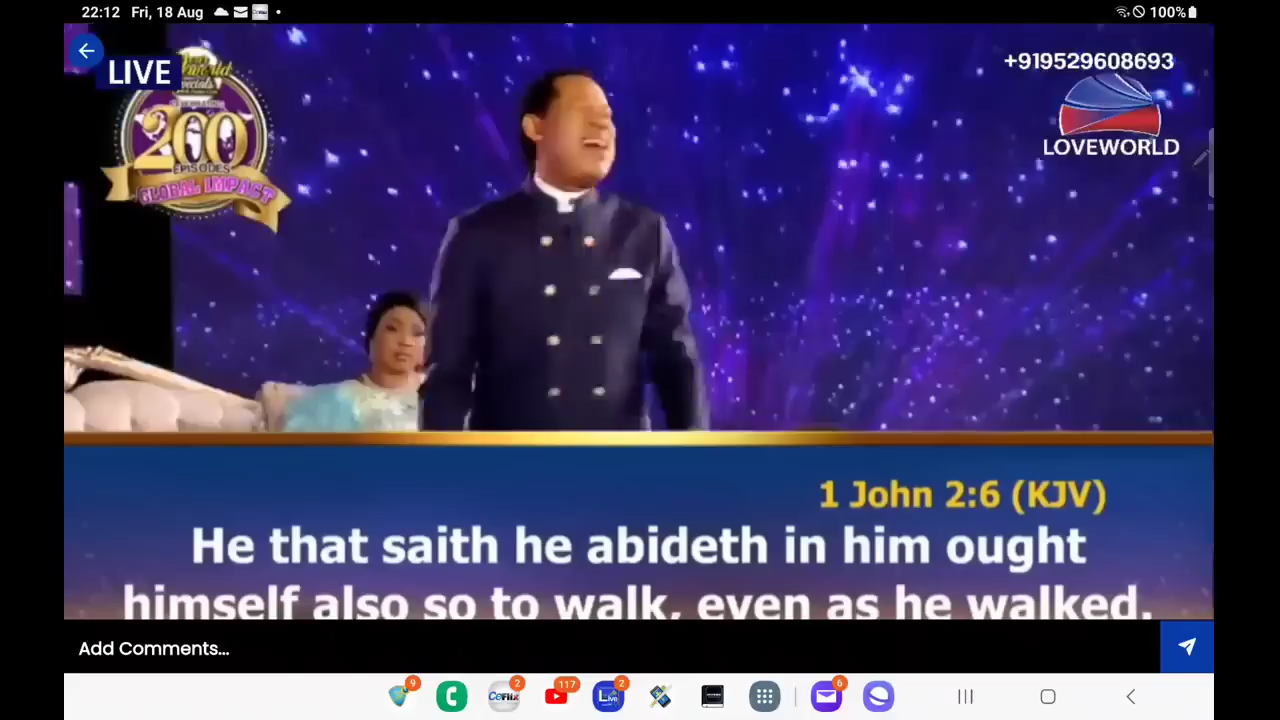 22:12 Fri, 18 Aug
100%
LIVE
+919529608693
200
EPISODES
GLOBAL IMPACT
LOVEWORLD
1 John 2:6 (KJV)
He that saith he abideth in him ought
himself also so to walk, even as he walked.
Add Comments...
9
2
117
2
6